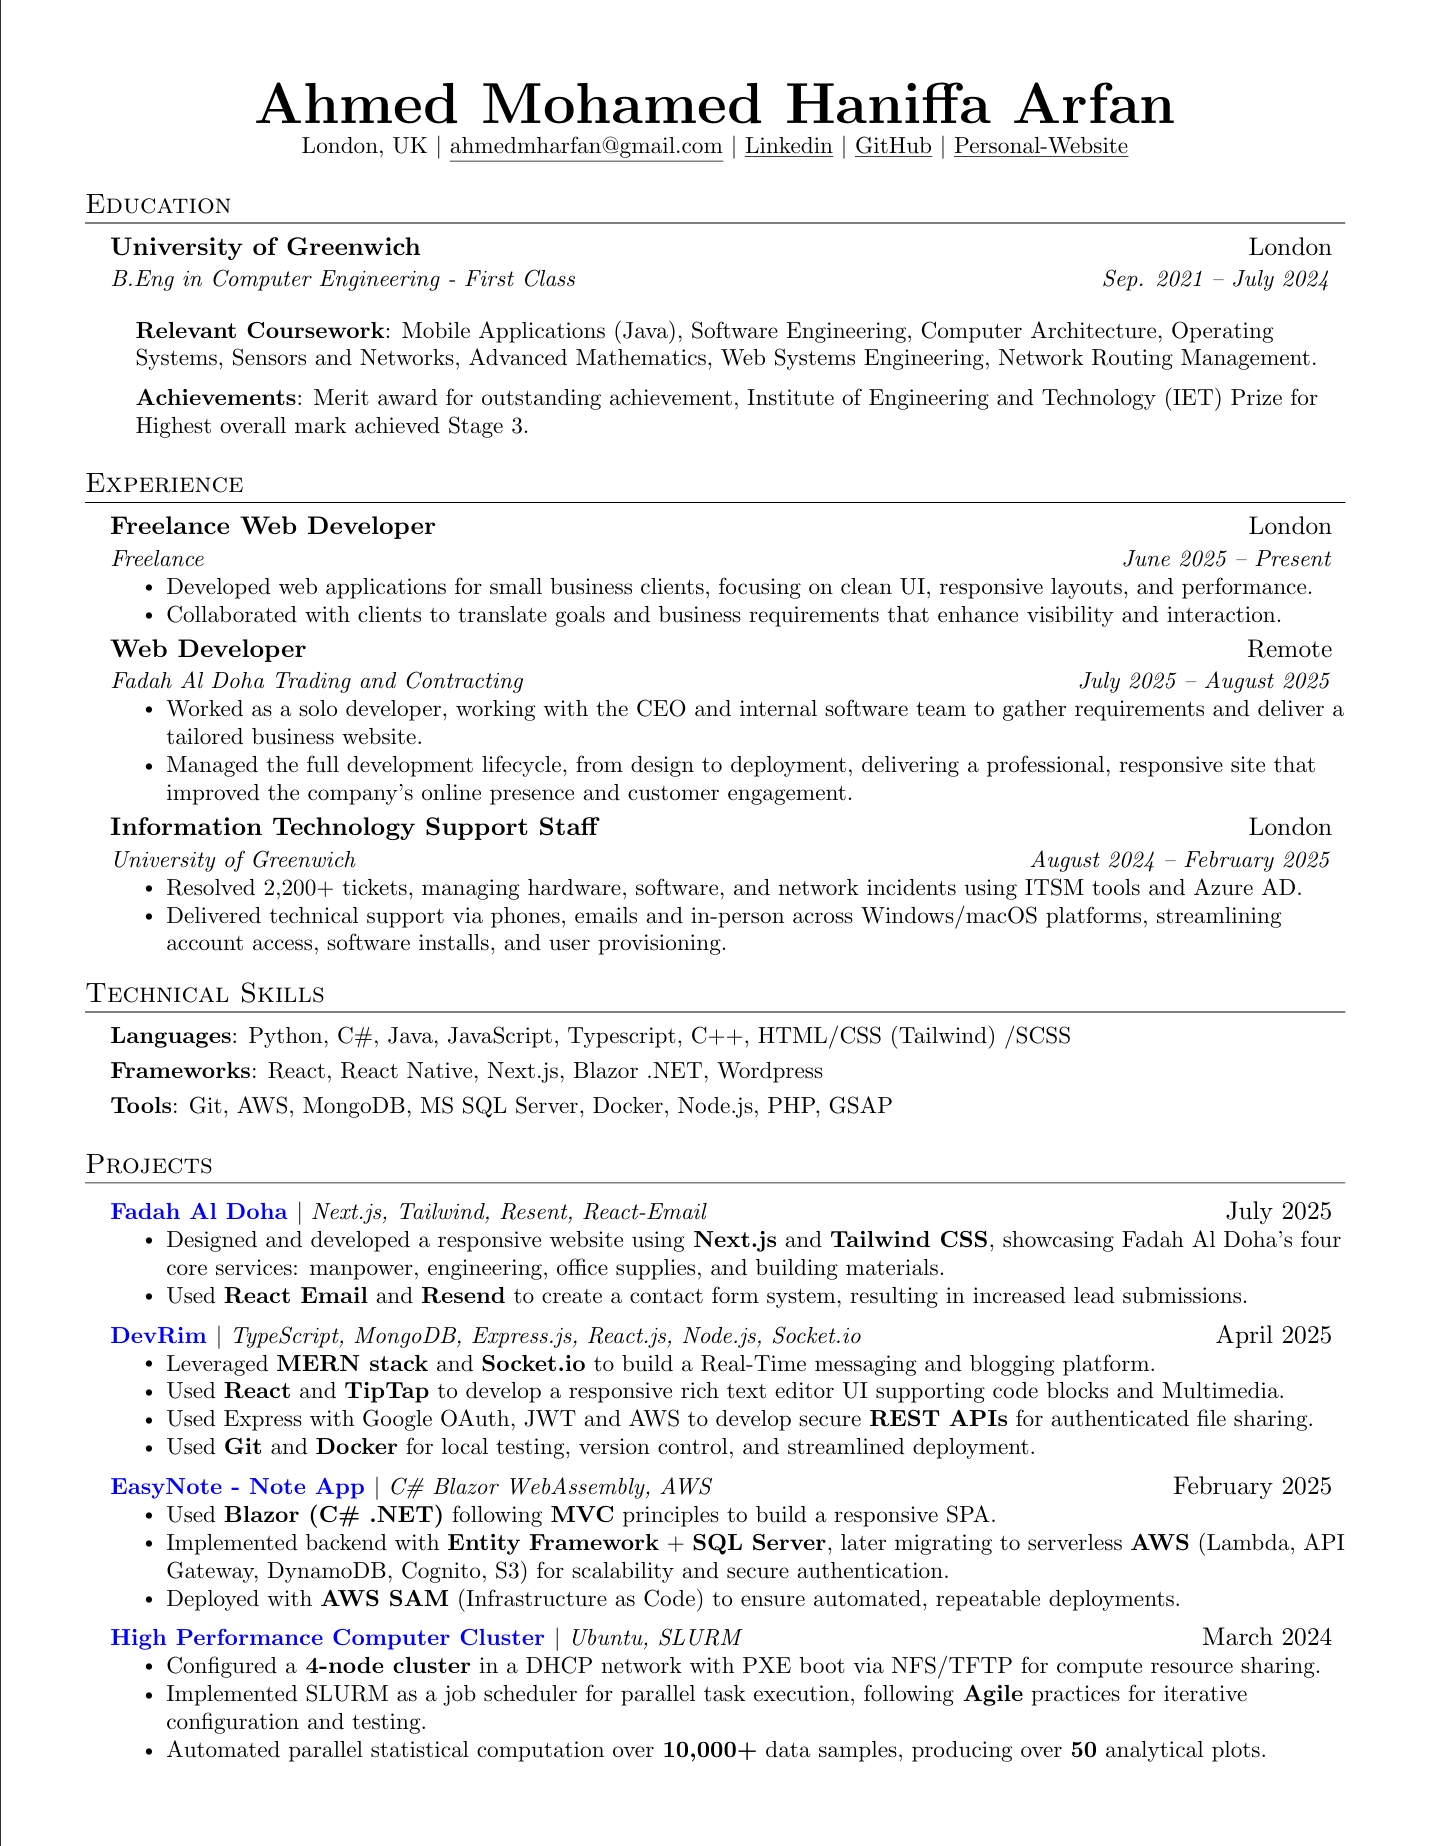 Ahmed Mohamed Haniffa Arfan
London, UK | ahmedmharfan@gmail.com | Linkedin | GitHub | Personal-Website
Education
University of Greenwich London
B.Eng in Computer Engineering - First Class Sep. 2021 – July 2024
Relevant Coursework: Mobile Applications (Java), Software Engineering, Computer Architecture, Operating
Systems, Sensors and Networks, Advanced Mathematics, Web Systems Engineering, Network Routing Management.
Achievements: Merit award for outstanding achievement, Institute of Engineering and Technology (IET) Prize for
Highest overall mark achieved Stage 3.
Experience
Freelance Web Developer London
Freelance June 2025 – Present
• Developed web applications for small business clients, focusing on clean UI, responsive layouts, and performance.
• Collaborated with clients to translate goals and business requirements that enhance visibility and interaction.
Web Developer Remote
Fadah Al Doha Trading and Contracting July 2025 – August 2025
• Worked as a solo developer, working with the CEO and internal software team to gather requirements and deliver a
tailored business website.
• Managed the full development lifecycle, from design to deployment, delivering a professional, responsive site that
improved the company's online presence and customer engagement.
Information Technology Support Staff London
University of Greenwich August 2024 – February 2025
• Resolved 2,200+ tickets, managing hardware, software, and network incidents using ITSM tools and Azure AD.
• Delivered technical support via phones, emails and in-person across Windows/macOS platforms, streamlining
account access, software installs, and user provisioning.
Technical Skills
Languages: Python, C#, Java, JavaScript, Typescript, C++, HTML/CSS (Tailwind) /SCSS
Frameworks: React, React Native, Next.js, Blazor .NET, Wordpress
Tools: Git, AWS, MongoDB, MS SQL Server, Docker, Node.js, PHP, GSAP
Projects
Fadah Al Doha | Next.js, Tailwind, Resent, React-Email July 2025
• Designed and developed a responsive website using Next.js and Tailwind CSS, showcasing Fadah Al Doha's four
core services: manpower, engineering, office supplies, and building materials.
• Used React Email and Resend to create a contact form system, resulting in increased lead submissions.
DevRim | TypeScript, MongoDB, Express.js, React.js, Node.js, Socket.io April 2025
• Leveraged MERN stack and Socket.io to build a Real-Time messaging and blogging platform.
• Used React and TipTap to develop a responsive rich text editor UI supporting code blocks and Multimedia.
• Used Express with Google OAuth, JWT and AWS to develop secure REST APIs for authenticated file sharing.
• Used Git and Docker for local testing, version control, and streamlined deployment.
EasyNote - Note App | C# Blazor WebAssembly, AWS February 2025
• Used Blazor (C# .NET) following MVC principles to build a responsive SPA.
• Implemented backend with Entity Framework + SQL Server, later migrating to serverless AWS (Lambda, API
Gateway, DynamoDB, Cognito, S3) for scalability and secure authentication.
• Deployed with AWS SAM (Infrastructure as Code) to ensure automated, repeatable deployments.
High Performance Computer Cluster | Ubuntu, SLURM March 2024
• Configured a 4-node cluster in a DHCP network with PXE boot via NFS/TFTP for compute resource sharing.
• Implemented SLURM as a job scheduler for parallel task execution, following Agile practices for iterative
configuration and testing.
• Automated parallel statistical computation over 10,000+ data samples, producing over 50 analytical plots.